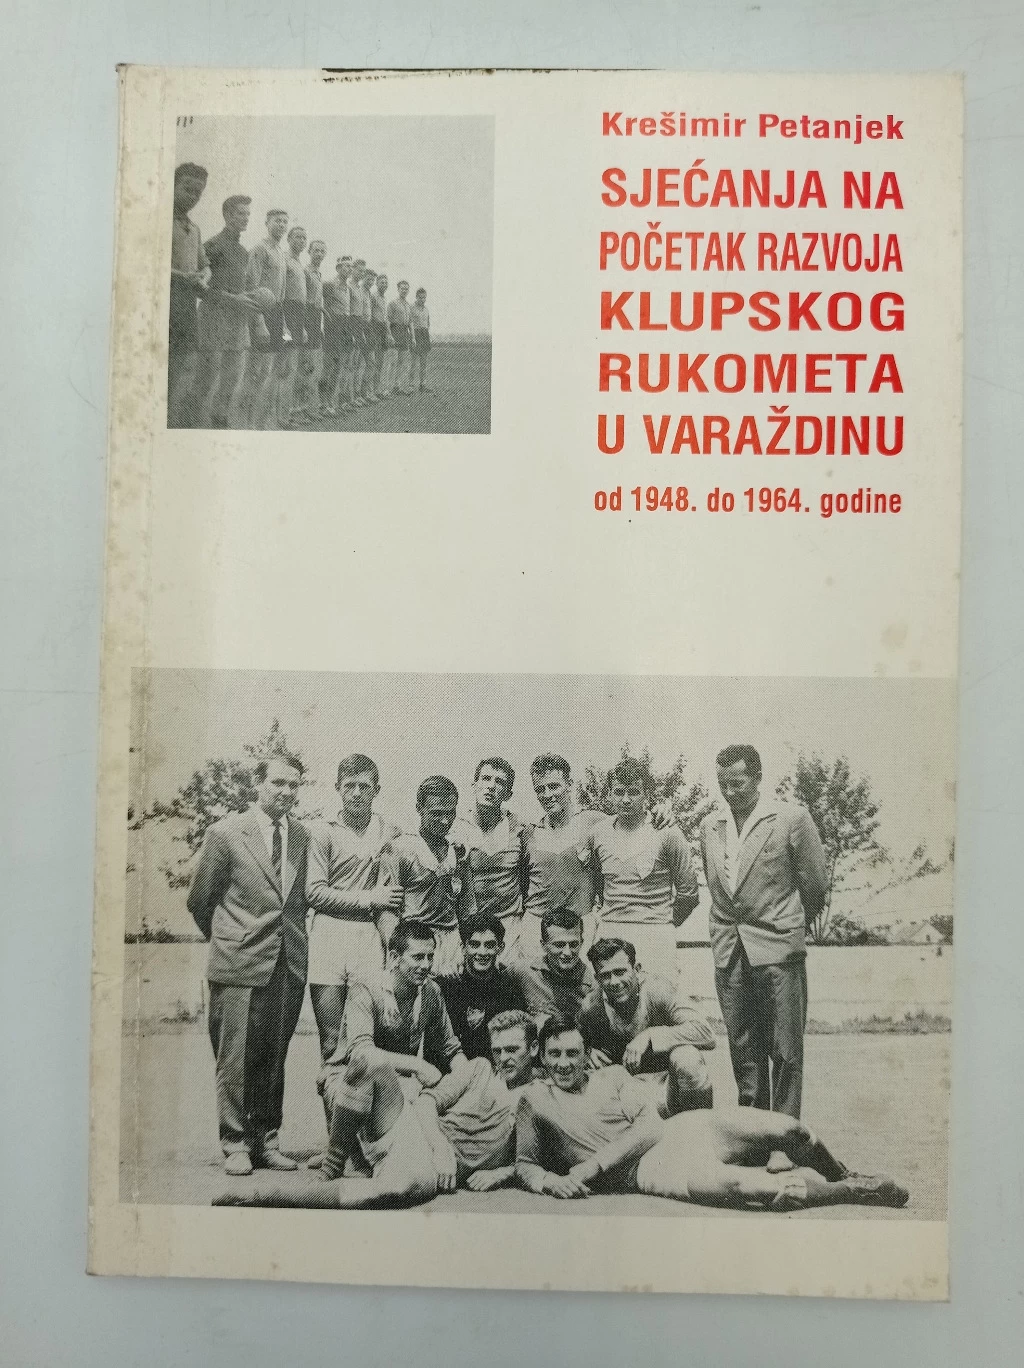 Krešimir Petanjek
SJEĆANJA NA
POČETAK RAZVOJA
KLUPSKOG
RUKOMETA
U VARAŽDINU
od 1948. do 1964. godine